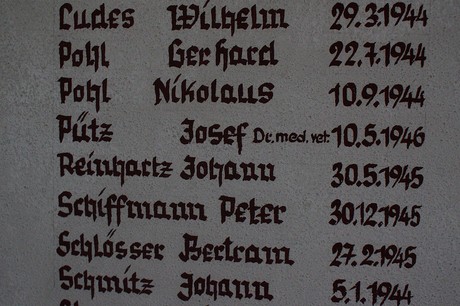 Ludes Wilhelm 29.3.1944
Pohl Gerhard 22.7.1944
Pohl Nikolaus 10.9.1944
Pütz Josef Dr.med.vet. 10.5.1946
Reinhartz Johann 30.5.1945
Schiffmann Peter 30.12.1945
Schlösser Bertram 27.2.1945
Schmitz Johann 5.1.1944